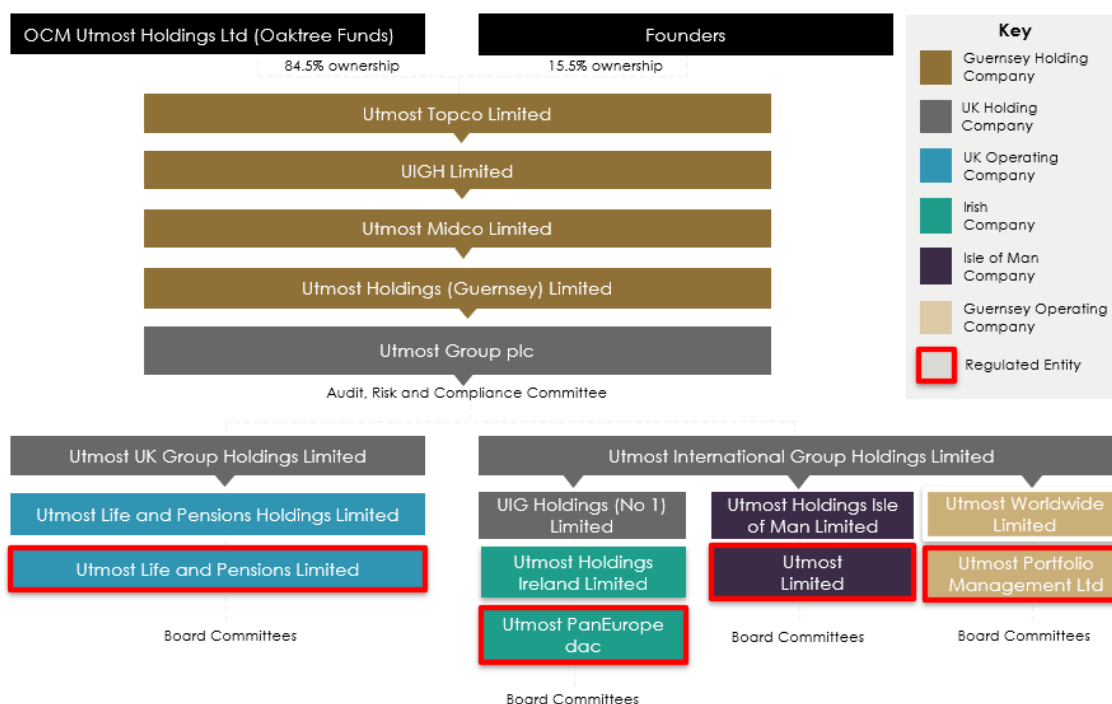 OCM Utmost Holdings Ltd (Oaktree Funds)
Founders
84.5% ownership
15.5% ownership
Utmost Topco Limited
UIGH Limited
Utmost Midco Limited
Utmost Holdings (Guernsey) Limited
Utmost Group plc
Audit, Risk and Compliance Committee
Key
Guernsey Holding
Company
UK Holding
Company
UK Operating
Company
Irish
Company
Isle of Man
Company
Guernsey Operating
Company
Regulated Entity
Utmost UK Group Holdings Limited
Utmost Life and Pensions Holdings Limited
Utmost Life and Pensions Limited
Board Committees
Utmost International Group Holdings Limited
UIG Holdings (No 1)
Limited
Utmost Holdings
Ireland Limited
Utmost PanEurope
dac
Board Committees
Utmost Holdings Isle
of Man Limited
Utmost
Limited
Board Committees
Utmost Worldwide
Limited
Utmost Portfolio
Management Ltd
Board Committees